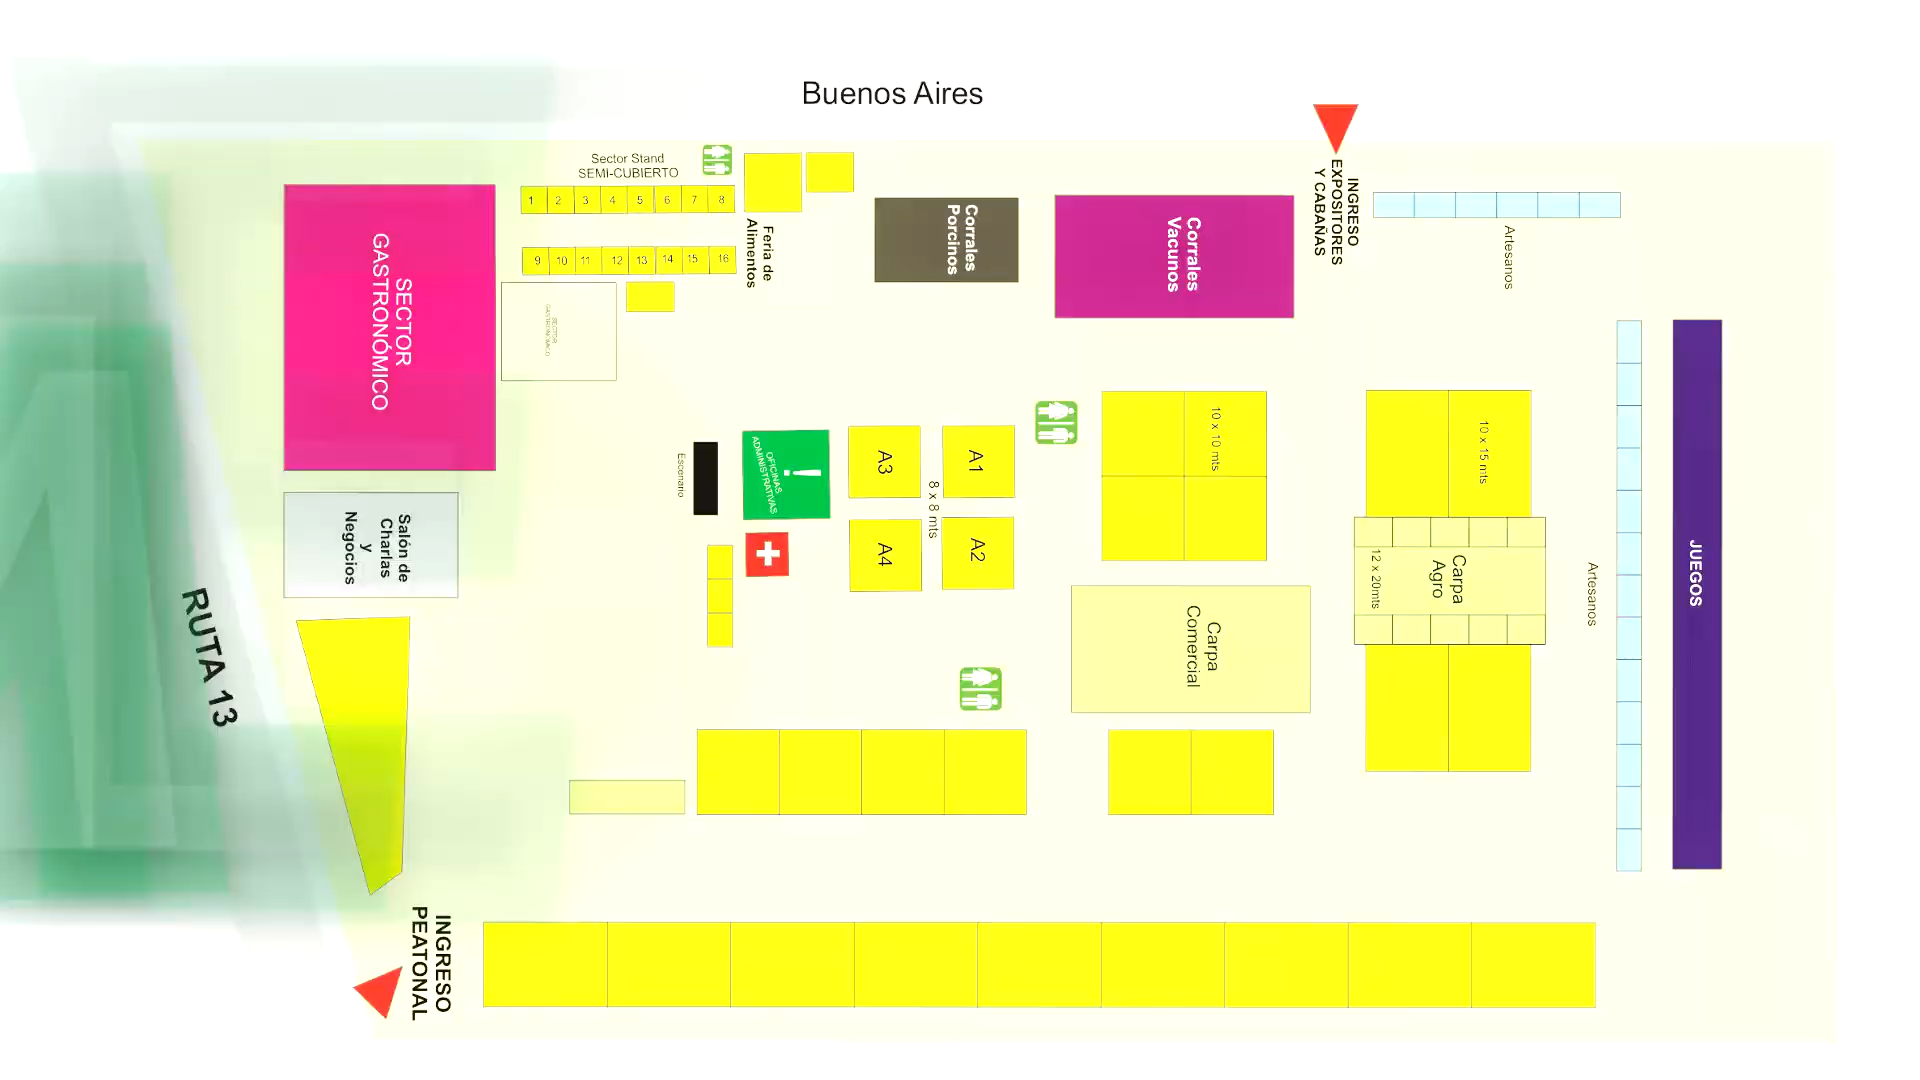 Buenos Aires
Sector Stand
SEMI-CUBIERTO
1 2 3 4 5 6 7 8
9 10 11 12 13 14 15 16
Feria de
Alimentos
Corrales
Porcinos
Corrales
Vacunos
INGRESO
EXPOSITORES
Y CABAÑAS
Artesanos
SECTOR
GASTRONÓMICO
SECTOR
GASTRONÓMICO
Escenario
!
OFICINAS
ADMINISTRATIVAS
A3
A1
8 x 8 mts
A4
A2
10 x 10 mts
10 x 15 mts
Salón de
Charlas
y
Negocios
Carpa
Agro
12 x 20mts
Artesanos
JUEGOS
Carpa
Comercial
RUTA 13
INGRESO
PEATONAL